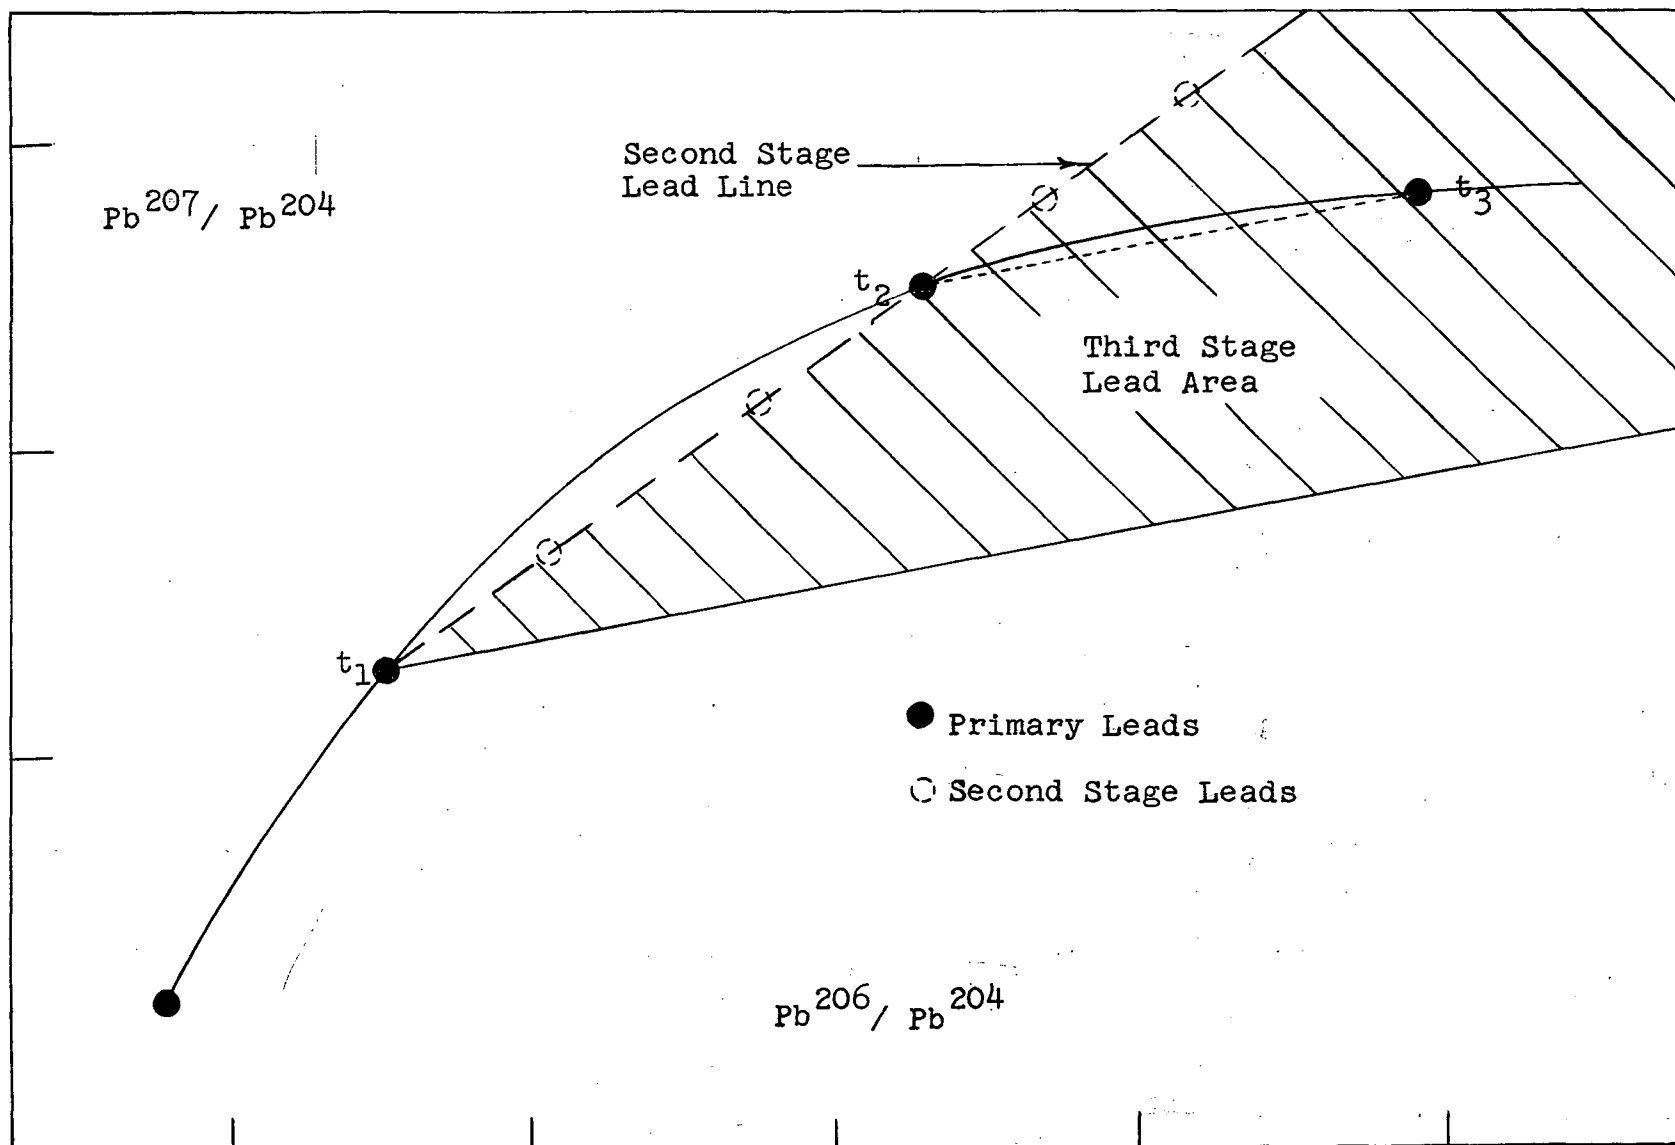 Second Stage
Lead Line
Pb207/ Pb204
t3
t2
Third Stage
Lead Area
t1
Primary Leads
Second Stage Leads
Pb206/ Pb204